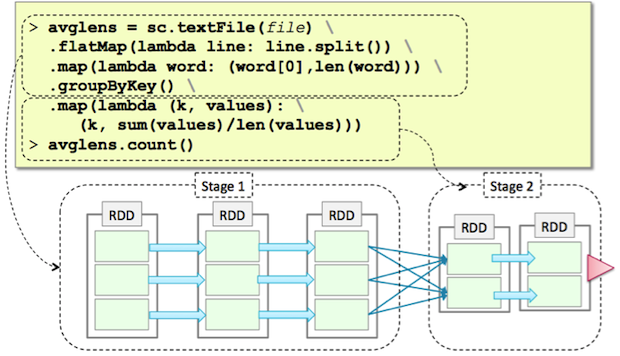 > avglens = sc.textFile(file) \
.flatMap(lambda line: line.split()) \
.map(lambda word: (word[0],len(word))) \
.groupByKey() \
.map(lambda (k, values): \
(k, sum(values)/len(values)))
> avglens.count()
Stage 1
Stage 2
RDD
RDD
RDD
RDD
RDD